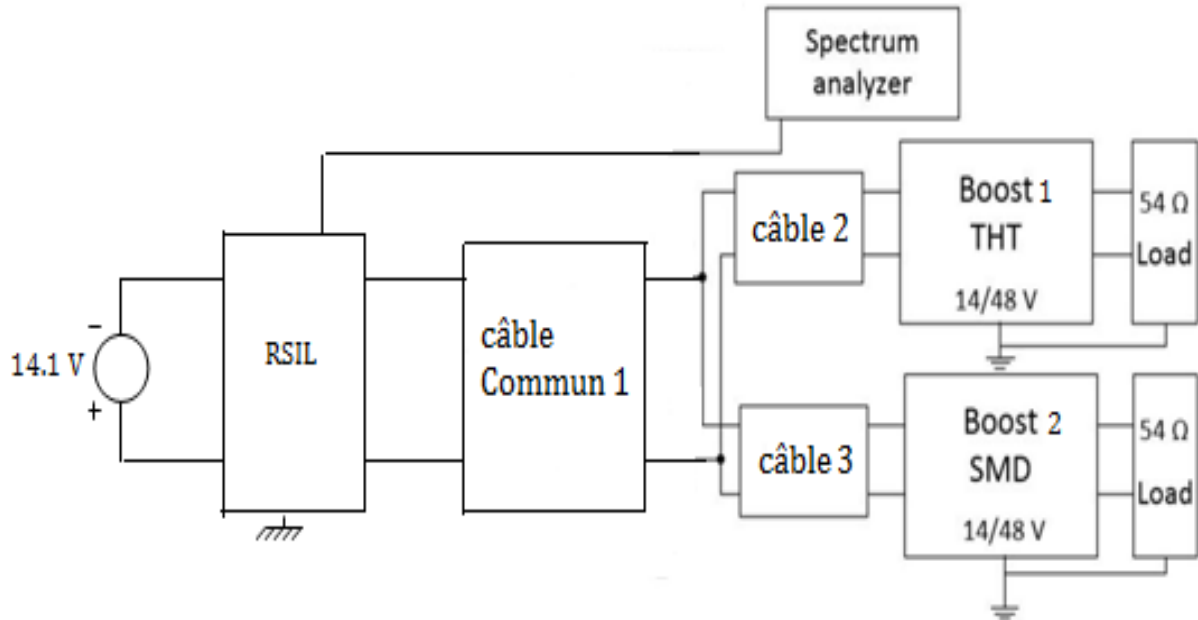 Spectrum
analyzer
14.1 V
−
+
RSIL
câble
Commun 1
câble 2
Boost 1
THT
14/48 V
54 Ω
Load
câble 3
Boost 2
SMD
14/48 V
54 Ω
Load